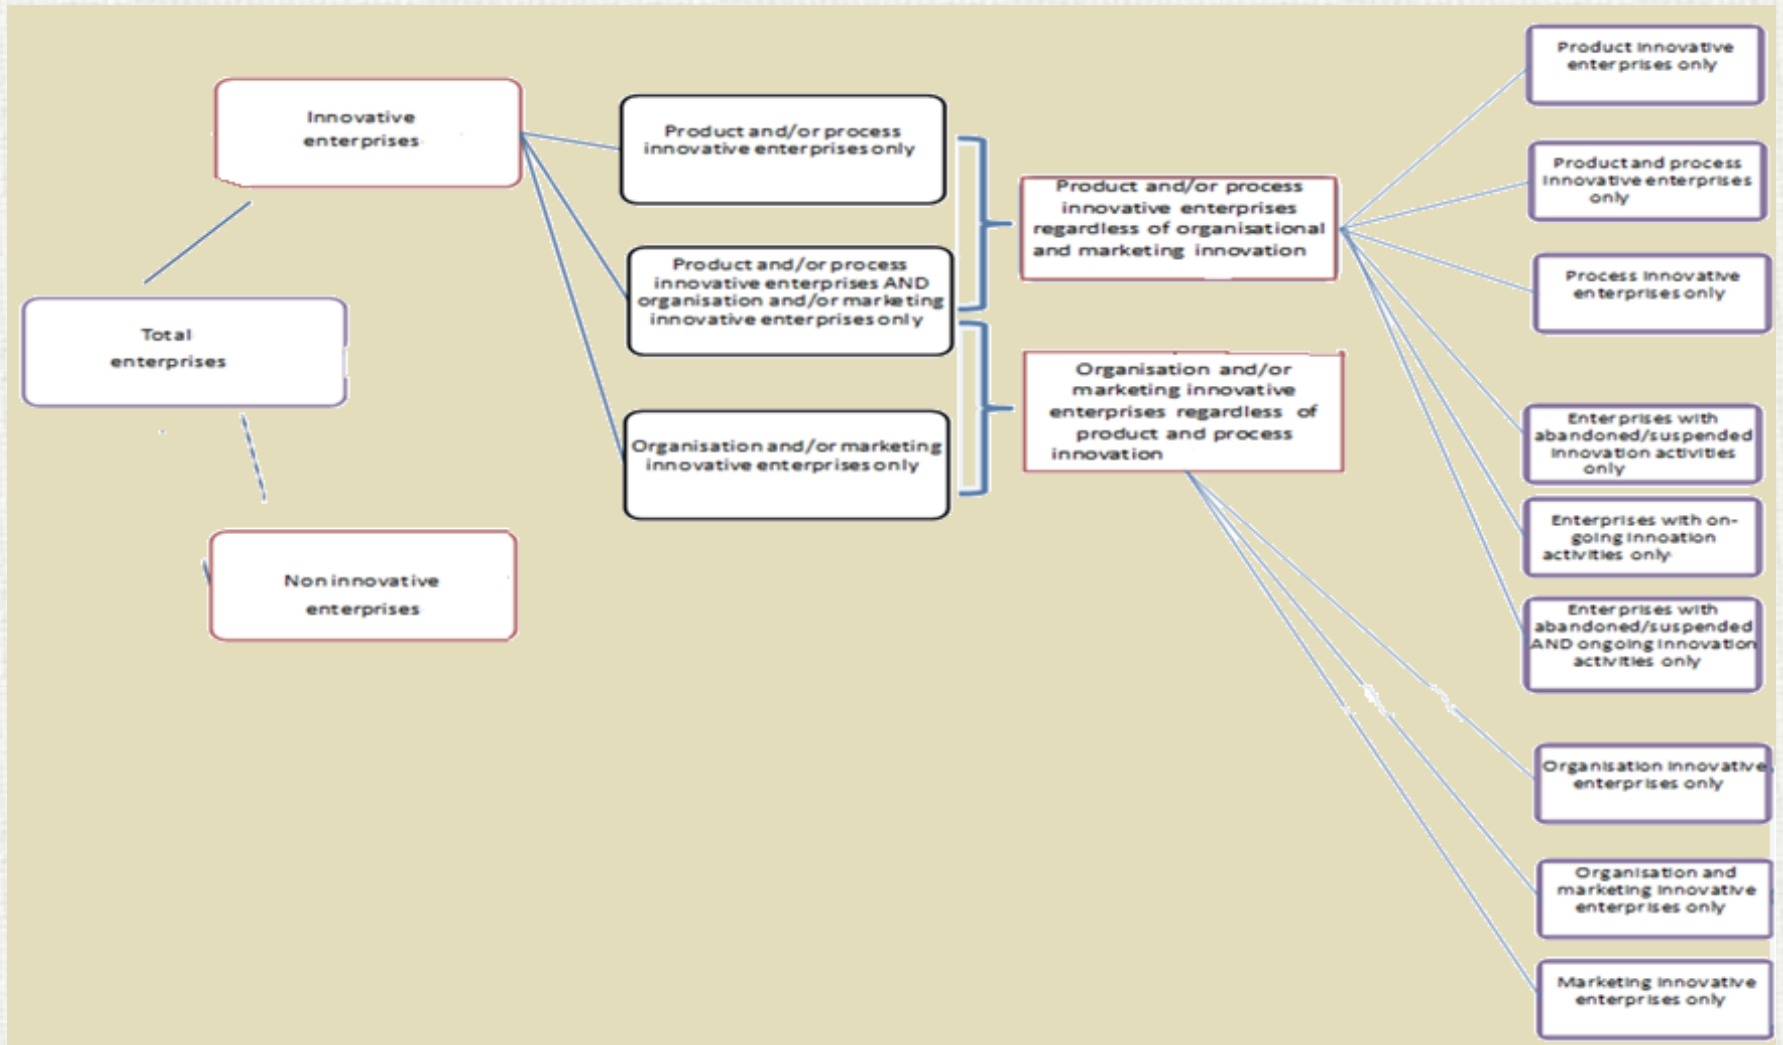 Innovative
enterprises
Total
enterprises
Non innovative
enterprises
Product and/or process
innovative enterprises only
Product and/or process
innovative enterprises AND
organisation and/or marketing
innovative enterprises only
Organisation and/or marketing
innovative enterprises only
Product and/or process
innovative enterprises
regardless of organisational
and marketing innovation
Organisation and/or
marketing innovative
enterprises regardless of
product and process
innovation
Product innovative
enterprises only
Product and process
innovative enterprises
only
Process innovative
enterprises only
Enterprises with
abandoned/suspended
innovation activities
only
Enterprises with on-
going innoation
activities only
Enterprises with
abandoned/suspended
AND ongoing innovation
activities only
Organisation innovative
enterprises only
Organisation and
marketing innovative
enterprises only
Marketing innovative
enterprises only